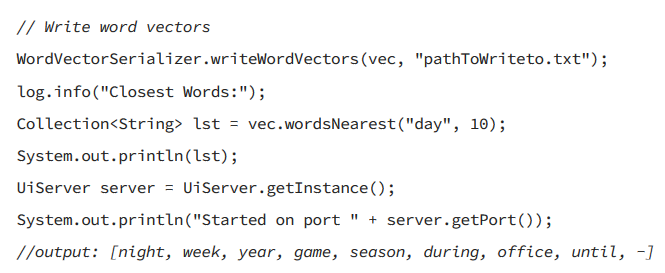 // Write word vectors
WordVectorSerializer.writeWordVectors(vec, "pathToWriteto.txt");
log.info("Closest Words:");
Collection<String> lst = vec.wordsNearest("day", 10);
System.out.println(lst);
UiServer server = UiServer.getInstance();
System.out.println("Started on port " + server.getPort());
//output: [night, week, year, game, season, during, office, until, -]